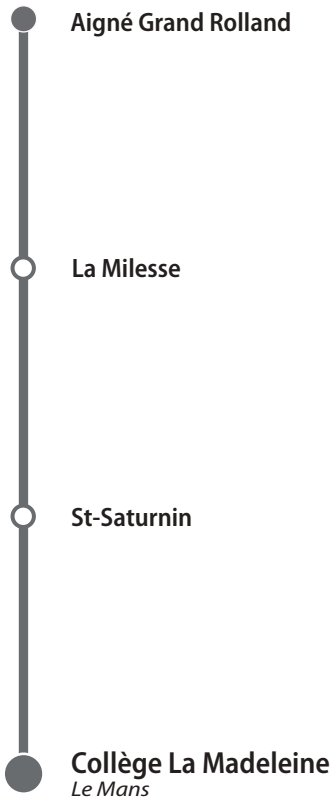 Aigné Grand Rolland
La Milesse
St-Saturnin
Collège La Madeleine
Le Mans